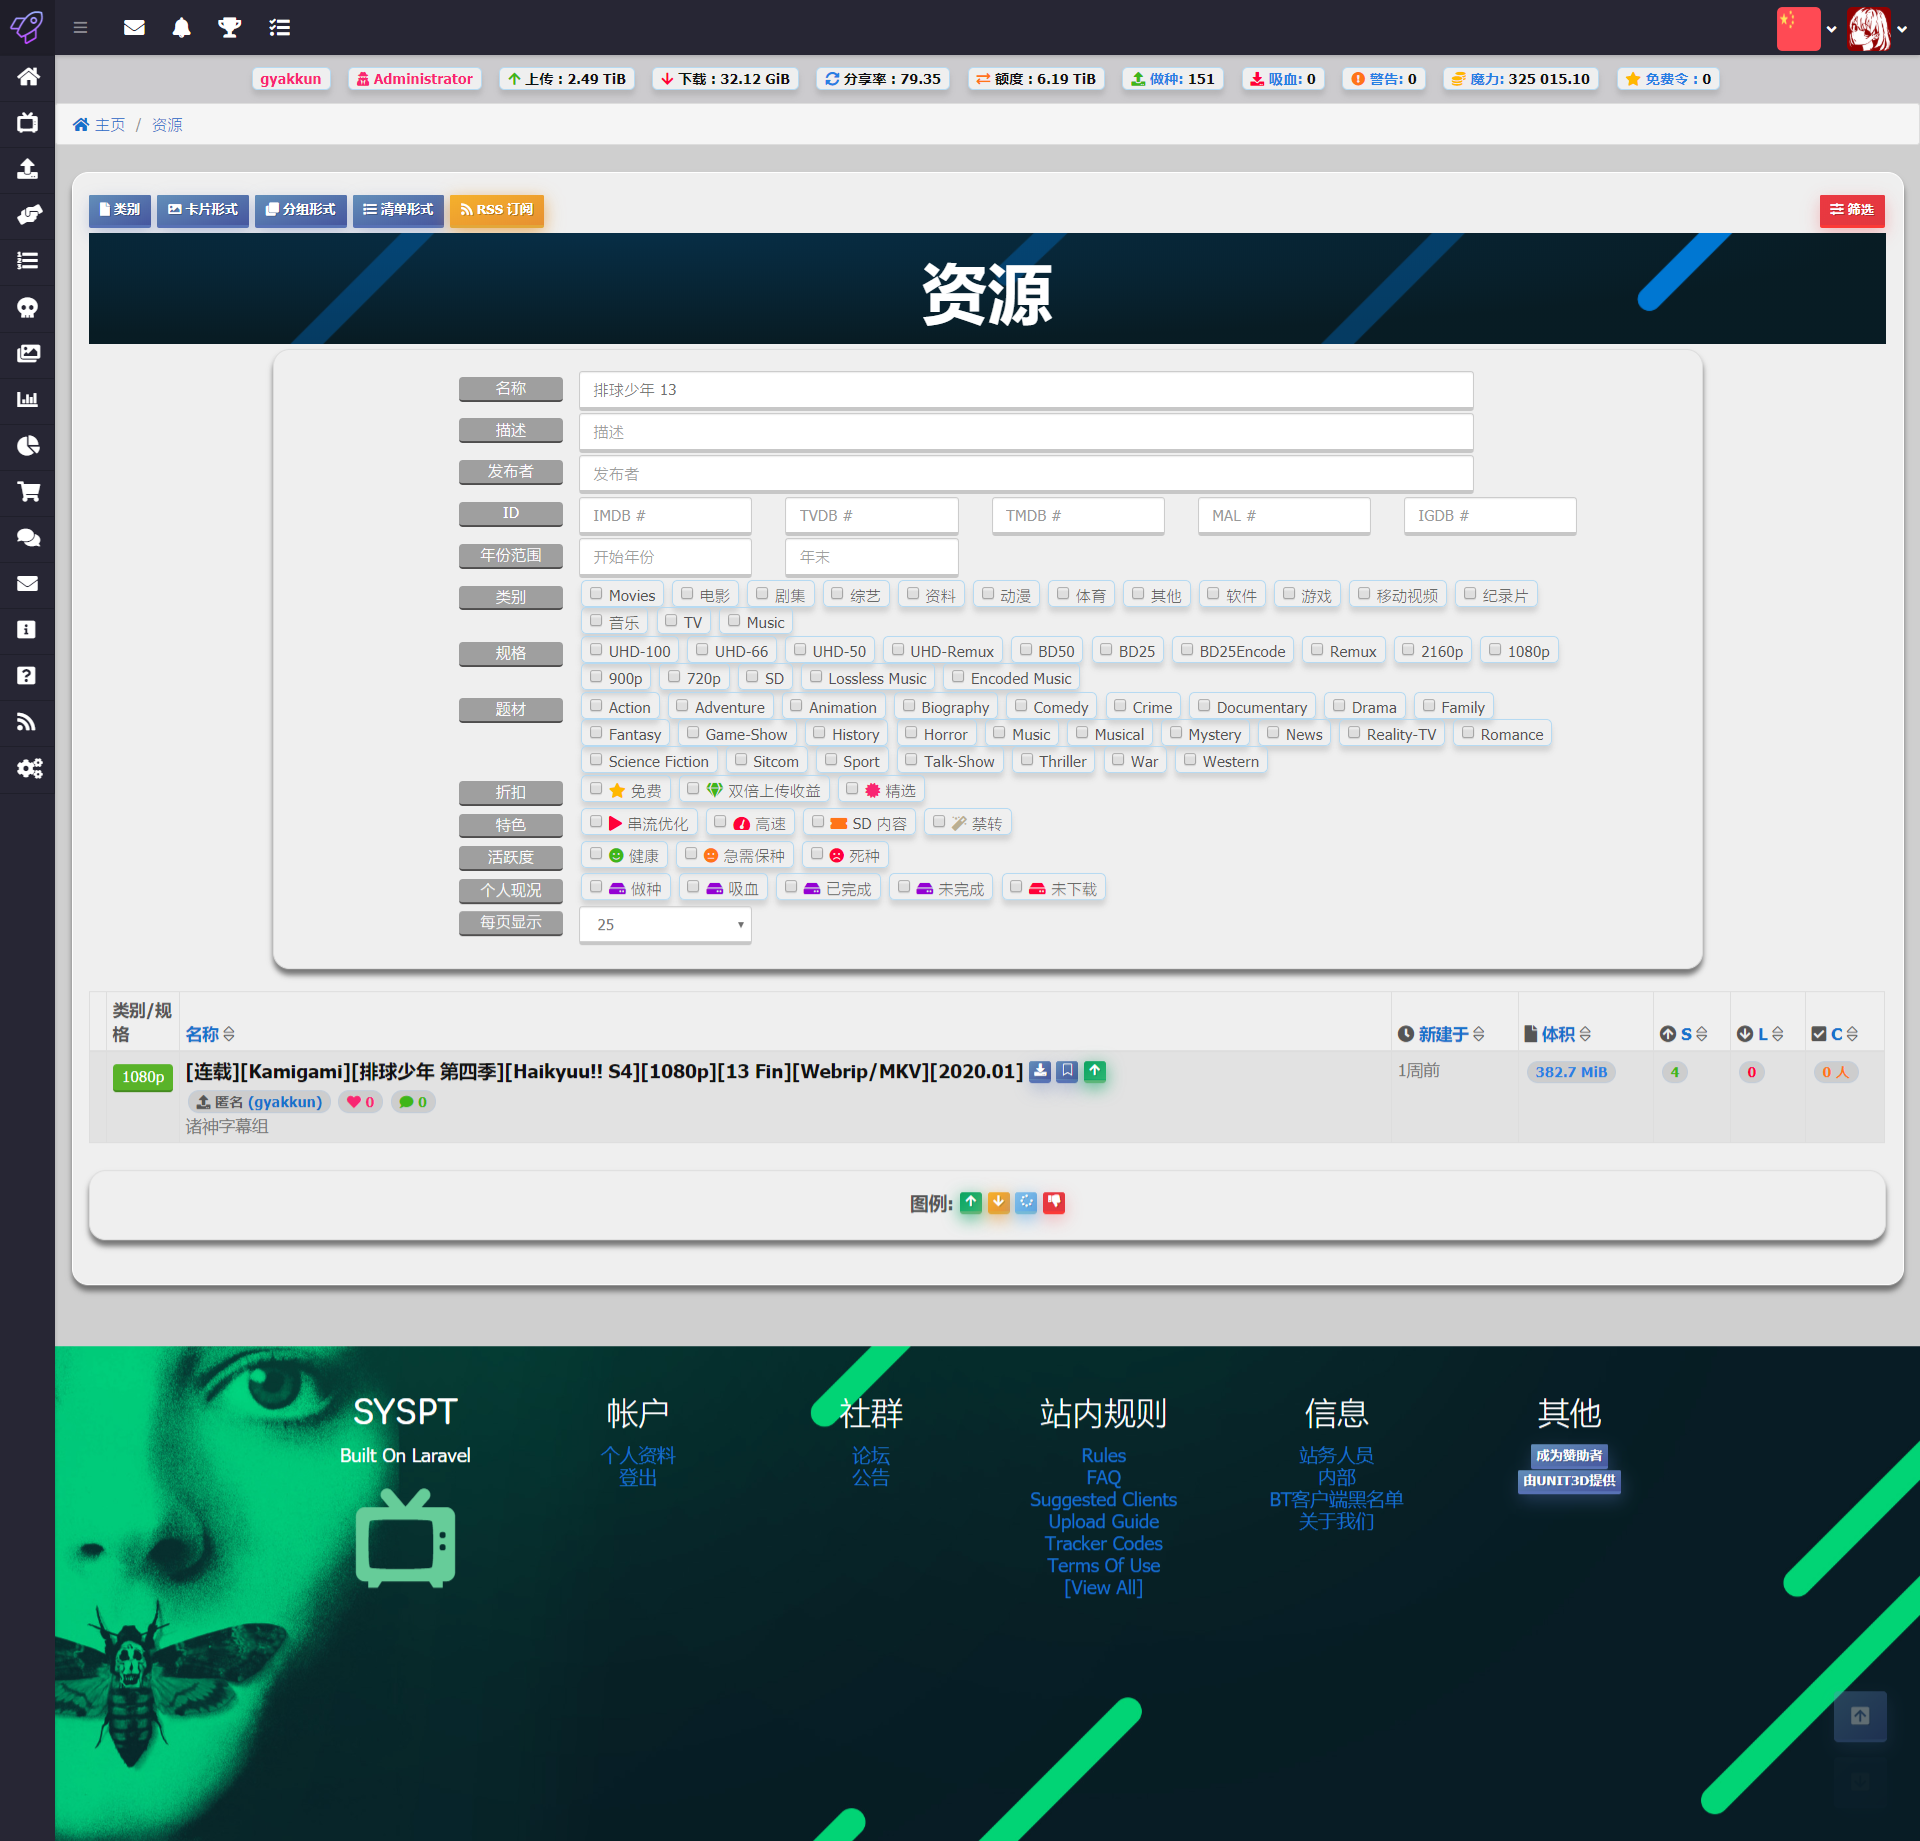 gyakkun Administrator 上传 : 2.49 TiB 下载 : 32.12 GiB 分享率 : 79.35 额度 : 6.19 TiB 做种: 151 吸血: 0 警告: 0 魔力: 325 015.10 免费令 : 0
主页 / 资源
类别 卡片形式 分组形式 清单形式 RSS 订阅 筛选
资源
名称 排球少年 13
描述 描述
发布者 发布者
ID IMDB # TVDB # TMDB # MAL # IGDB #
年份范围 开始年份 年末
类别 Movies 电影 剧集 综艺 资料 动漫 体育 其他 软件 游戏 移动视频 纪录片
音乐 TV Music
规格 UHD-100 UHD-66 UHD-50 UHD-Remux BD50 BD25 BD25Encode Remux 2160p 1080p
900p 720p SD Lossless Music Encoded Music
题材 Action Adventure Animation Biography Comedy Crime Documentary Drama Family
Fantasy Game-Show History Horror Music Musical Mystery News Reality-TV Romance
Science Fiction Sitcom Sport Talk-Show Thriller War Western
折扣 免费 双倍上传收益 精选
特色 串流优化 高速 SD 内容 禁转
活跃度 健康 急需保种 死种
个人现况 做种 吸血 已完成 未完成 未下载
每页显示 25
类别/规格 名称 新建于 体积 S L C
1080p [连载][Kamigami][排球少年 第四季][Haikyuu!! S4][1080p][13 Fin][Webrip/MKV][2020.01] 1周前 382.7 MiB 4 0 0 人
匿名 (gyakkun) 0 0
诸神字幕组
图例:
SYSPT 帐户 社群 站内规则 信息 其他
Built On Laravel 个人资料 论坛 Rules 站务人员 成为赞助者
登出 公告 FAQ 内部 由UNIT3D提供
Suggested Clients BT客户端黑名单
Upload Guide 关于我们
Tracker Codes
Terms Of Use
[View All]